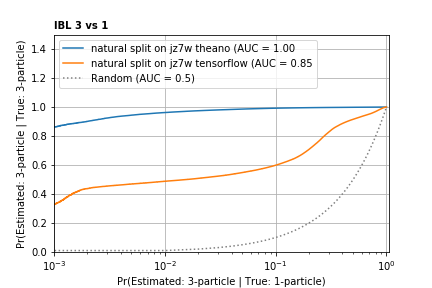 IBL 3 vs 1
Pr(Estimated: 3-particle | True: 3-particle)
1.4
1.2
1.0
0.8
0.6
0.4
0.2
0.0
natural split on jz7w theano (AUC = 1.00
natural split on jz7w tensorflow (AUC = 0.85
Random (AUC = 0.5)
10⁻³
10⁻²
10⁻¹
10⁰
Pr(Estimated: 3-particle | True: 1-particle)